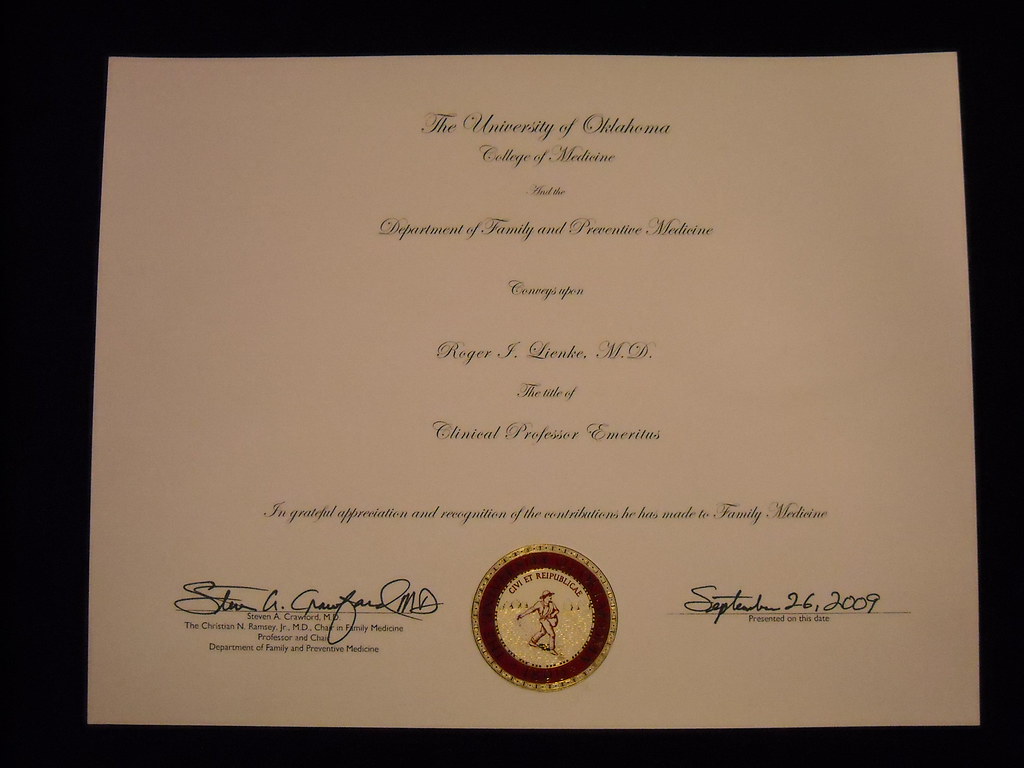 The University of Oklahoma
College of Medicine
And the
Department of Family and Preventive Medicine
Conveys upon
Roger I. Lienke, M.D.
The title of
Clinical Professor Emeritus
In grateful appreciation and recognition of the contributions he has made to Family Medicine
Steven A. Crawford MD
Steven A. Crawford, M.D.
The Christian N. Ramsey, Jr., M.D., Chair in Family Medicine
Professor and Chair
Department of Family and Preventive Medicine
CIVI ET REIPUBLICAE
September 26, 2009
Presented on this date